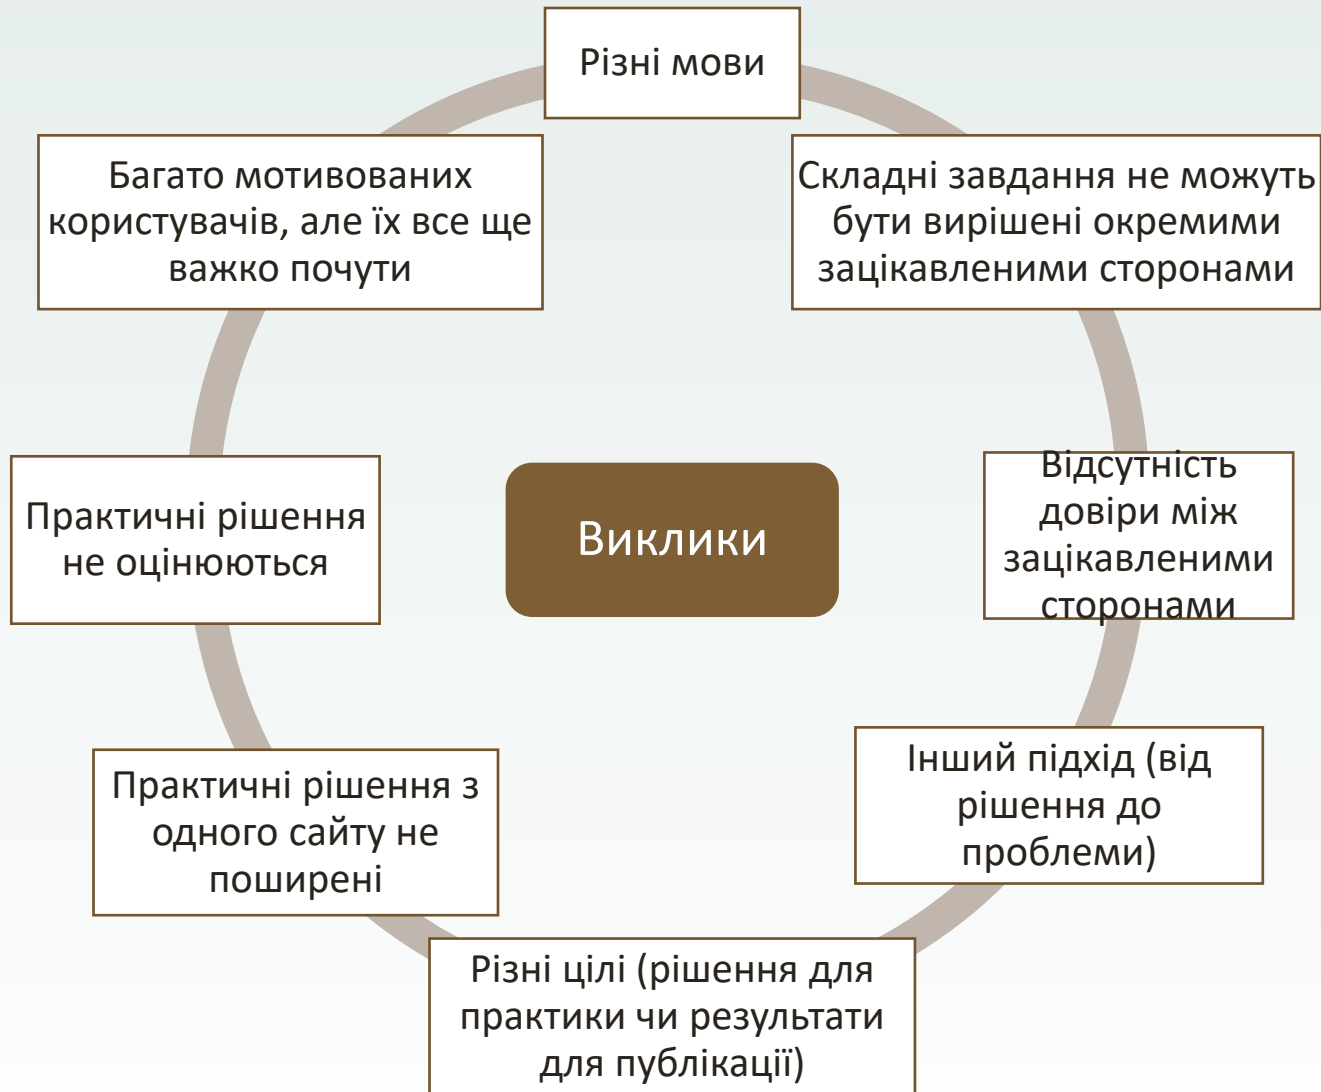 Різні мови
Складні завдання не можуть
бути вирішені окремими
зацікавленими сторонами
Відсутність
довіри між
зацікавленими
сторонами
Інший підхід (від
рішення до
проблеми)
Різні цілі (рішення для
практики чи результати
для публікації)
Практичні рішення з
одного сайту не
поширені
Практичні рішення
не оцінюються
Багато мотивованих
користувачів, але їх все ще
важко почути
Виклики